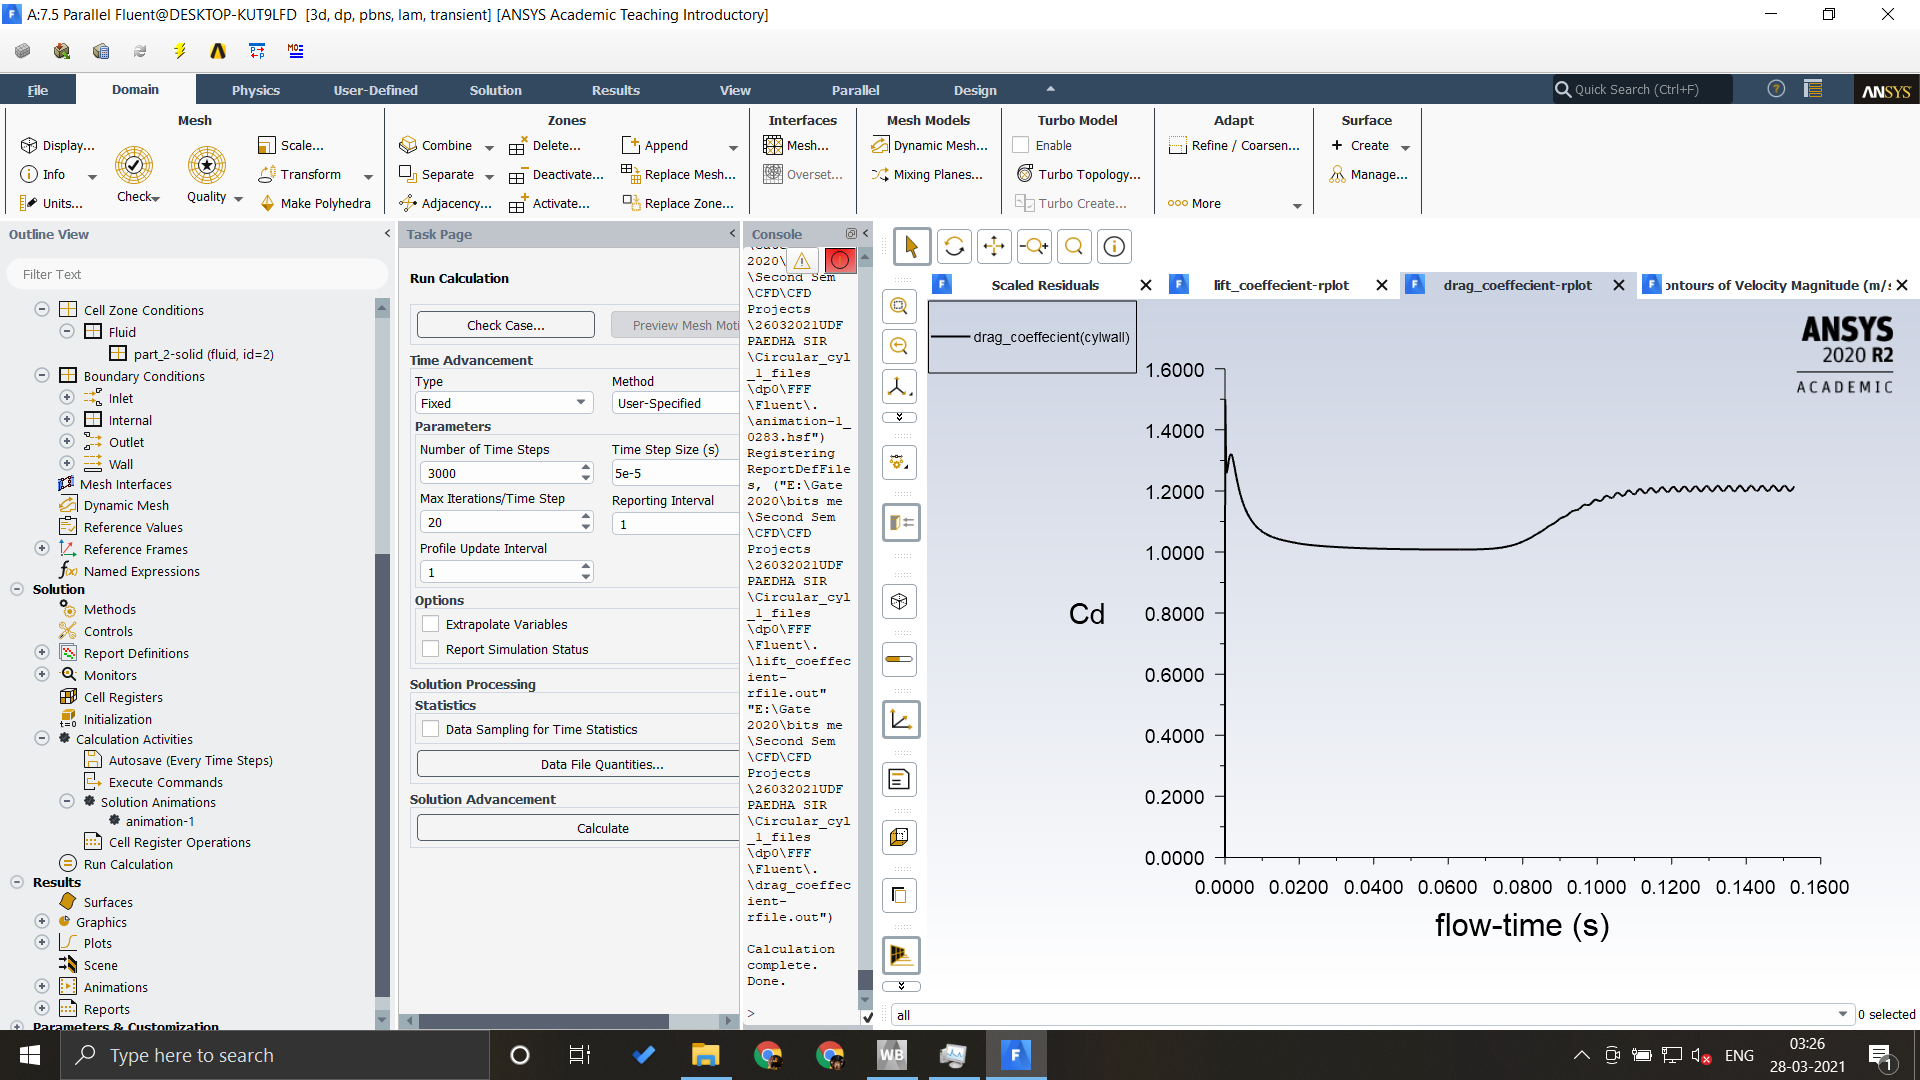 A:7.5 Parallel Fluent@DESKTOP-KUT9LFD [3d, dp, pbns, lam, transient] [ANSYS Academic Teaching Introductory]
File Domain Physics User-Defined Solution Results View Parallel Design Quick Search (Ctrl+F) ANSYS
Mesh
Display... Scale...
Info Check Quality Transform
Units... Make Polyhedra
Zones
Combine Delete... Append
Separate Deactivate... Replace Mesh...
Adjacency... Activate... Replace Zone...
Interfaces
Mesh...
Overset...
Mesh Models
Dynamic Mesh...
Mixing Planes...
Turbo Model
Enable
Turbo Topology...
Turbo Create...
Adapt
Refine / Coarsen...
More
Surface
Create
Manage...
Outline View
Filter Text
Cell Zone Conditions
Fluid
part_2-solid (fluid, id=2)
Boundary Conditions
Inlet
Internal
Outlet
Wall
Mesh Interfaces
Dynamic Mesh
Reference Values
Reference Frames
Named Expressions
Solution
Methods
Controls
Report Definitions
Monitors
Cell Registers
Initialization
Calculation Activities
Autosave (Every Time Steps)
Execute Commands
Solution Animations
animation-1
Cell Register Operations
Run Calculation
Results
Surfaces
Graphics
Plots
Scene
Animations
Reports
Parameters & Customization
Task Page
Run Calculation
Check Case... Preview Mesh Moti
Time Advancement
Type Method
Fixed User-Specified
Parameters
Number of Time Steps Time Step Size (s)
3000 5e-5
Max Iterations/Time Step Reporting Interval
20 1
Profile Update Interval
1
Options
Extrapolate Variables
Report Simulation Status
Solution Processing
Statistics
Data Sampling for Time Statistics
Data File Quantities...
Solution Advancement
Calculate
Console
\Gate
2020\
\Second Sem
\CFD\CFD
Projects
\26032021UDF
PAEDHA SIR
\Circular_cyl
_1_files
\dp0\FFF
\Fluent\.
\animation-1_
0283.hsf")
Registering
ReportDefFile
s, ("E:\Gate
2020\bits me
\Second Sem
\CFD\CFD
Projects
\26032021UDF
PAEDHA SIR
\Circular_cyl
_1_files
\dp0\FFF
\Fluent\.
\lift_coeffec
ient-
rfile.out"
"E:\Gate
2020\bits me
\Second Sem
\CFD\CFD
Projects
\26032021UDF
PAEDHA SIR
\Circular_cyl
_1_files
\dp0\FFF
\Fluent\.
\drag_coeffec
ient-
rfile.out")
Calculation
complete.
Done.
>
Scaled Residuals lift_coeffecient-rplot drag_coeffecient-rplot ontours of Velocity Magnitude (m/s
drag_coeffecient(cylwall)
ANSYS
2020 R2
ACADEMIC
1.6000
1.4000
1.2000
1.0000
Cd
0.8000
0.6000
0.4000
0.2000
0.0000
0.0000 0.0200 0.0400 0.0600 0.0800 0.1000 0.1200 0.1400 0.1600
flow-time (s)
all 0 selected
Type here to search
WB
ENG
03:26
28-03-2021
1